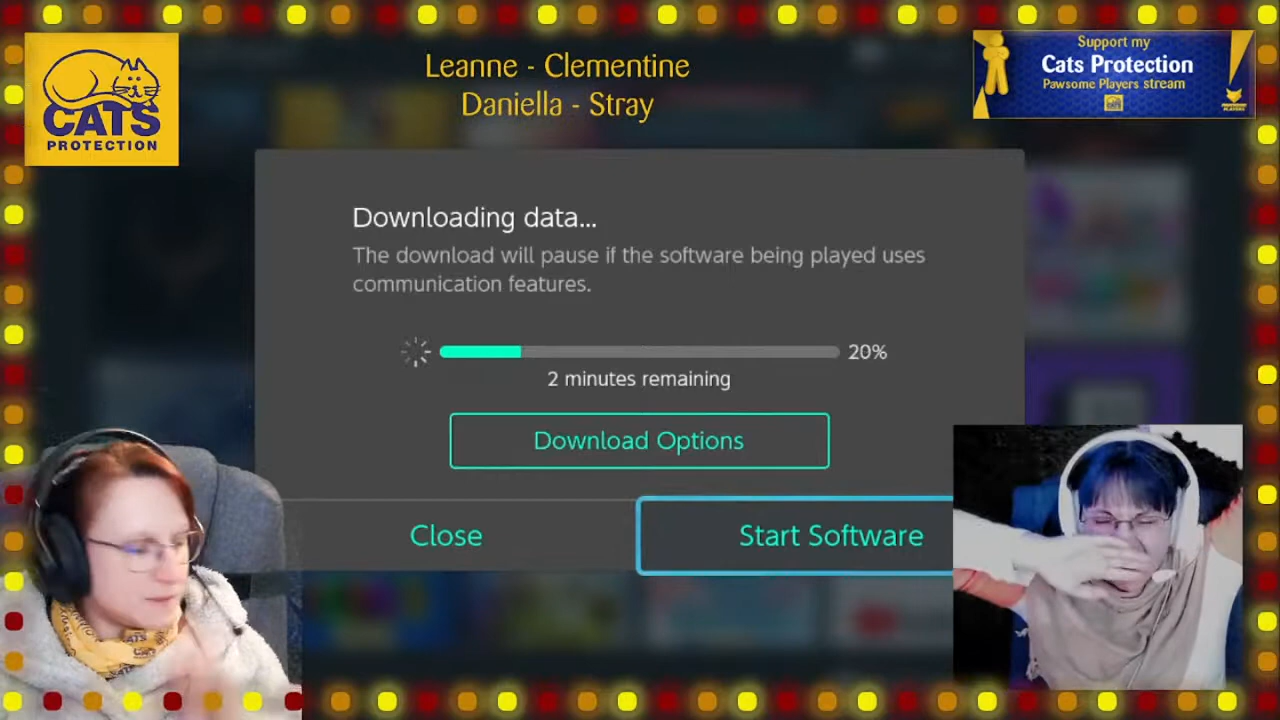 CATS
PROTECTION
Leanne - Clementine
Daniella - Stray
Support my
Cats Protection
Pawsome Players stream
Downloading data...
The download will pause if the software being played uses
communication features.
20%
2 minutes remaining
Download Options
Close
Start Software